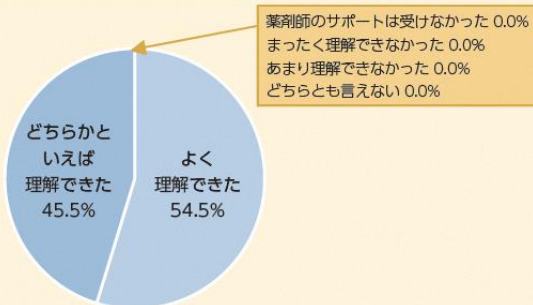 薬剤師のサポートは受けなかった 0.0%
まったく理解できなかった 0.0%
あまり理解できなかった 0.0%
どちらとも言えない 0.0%
どちらかと
いえば
理解できた
45.5%
よく
理解できた
54.5%